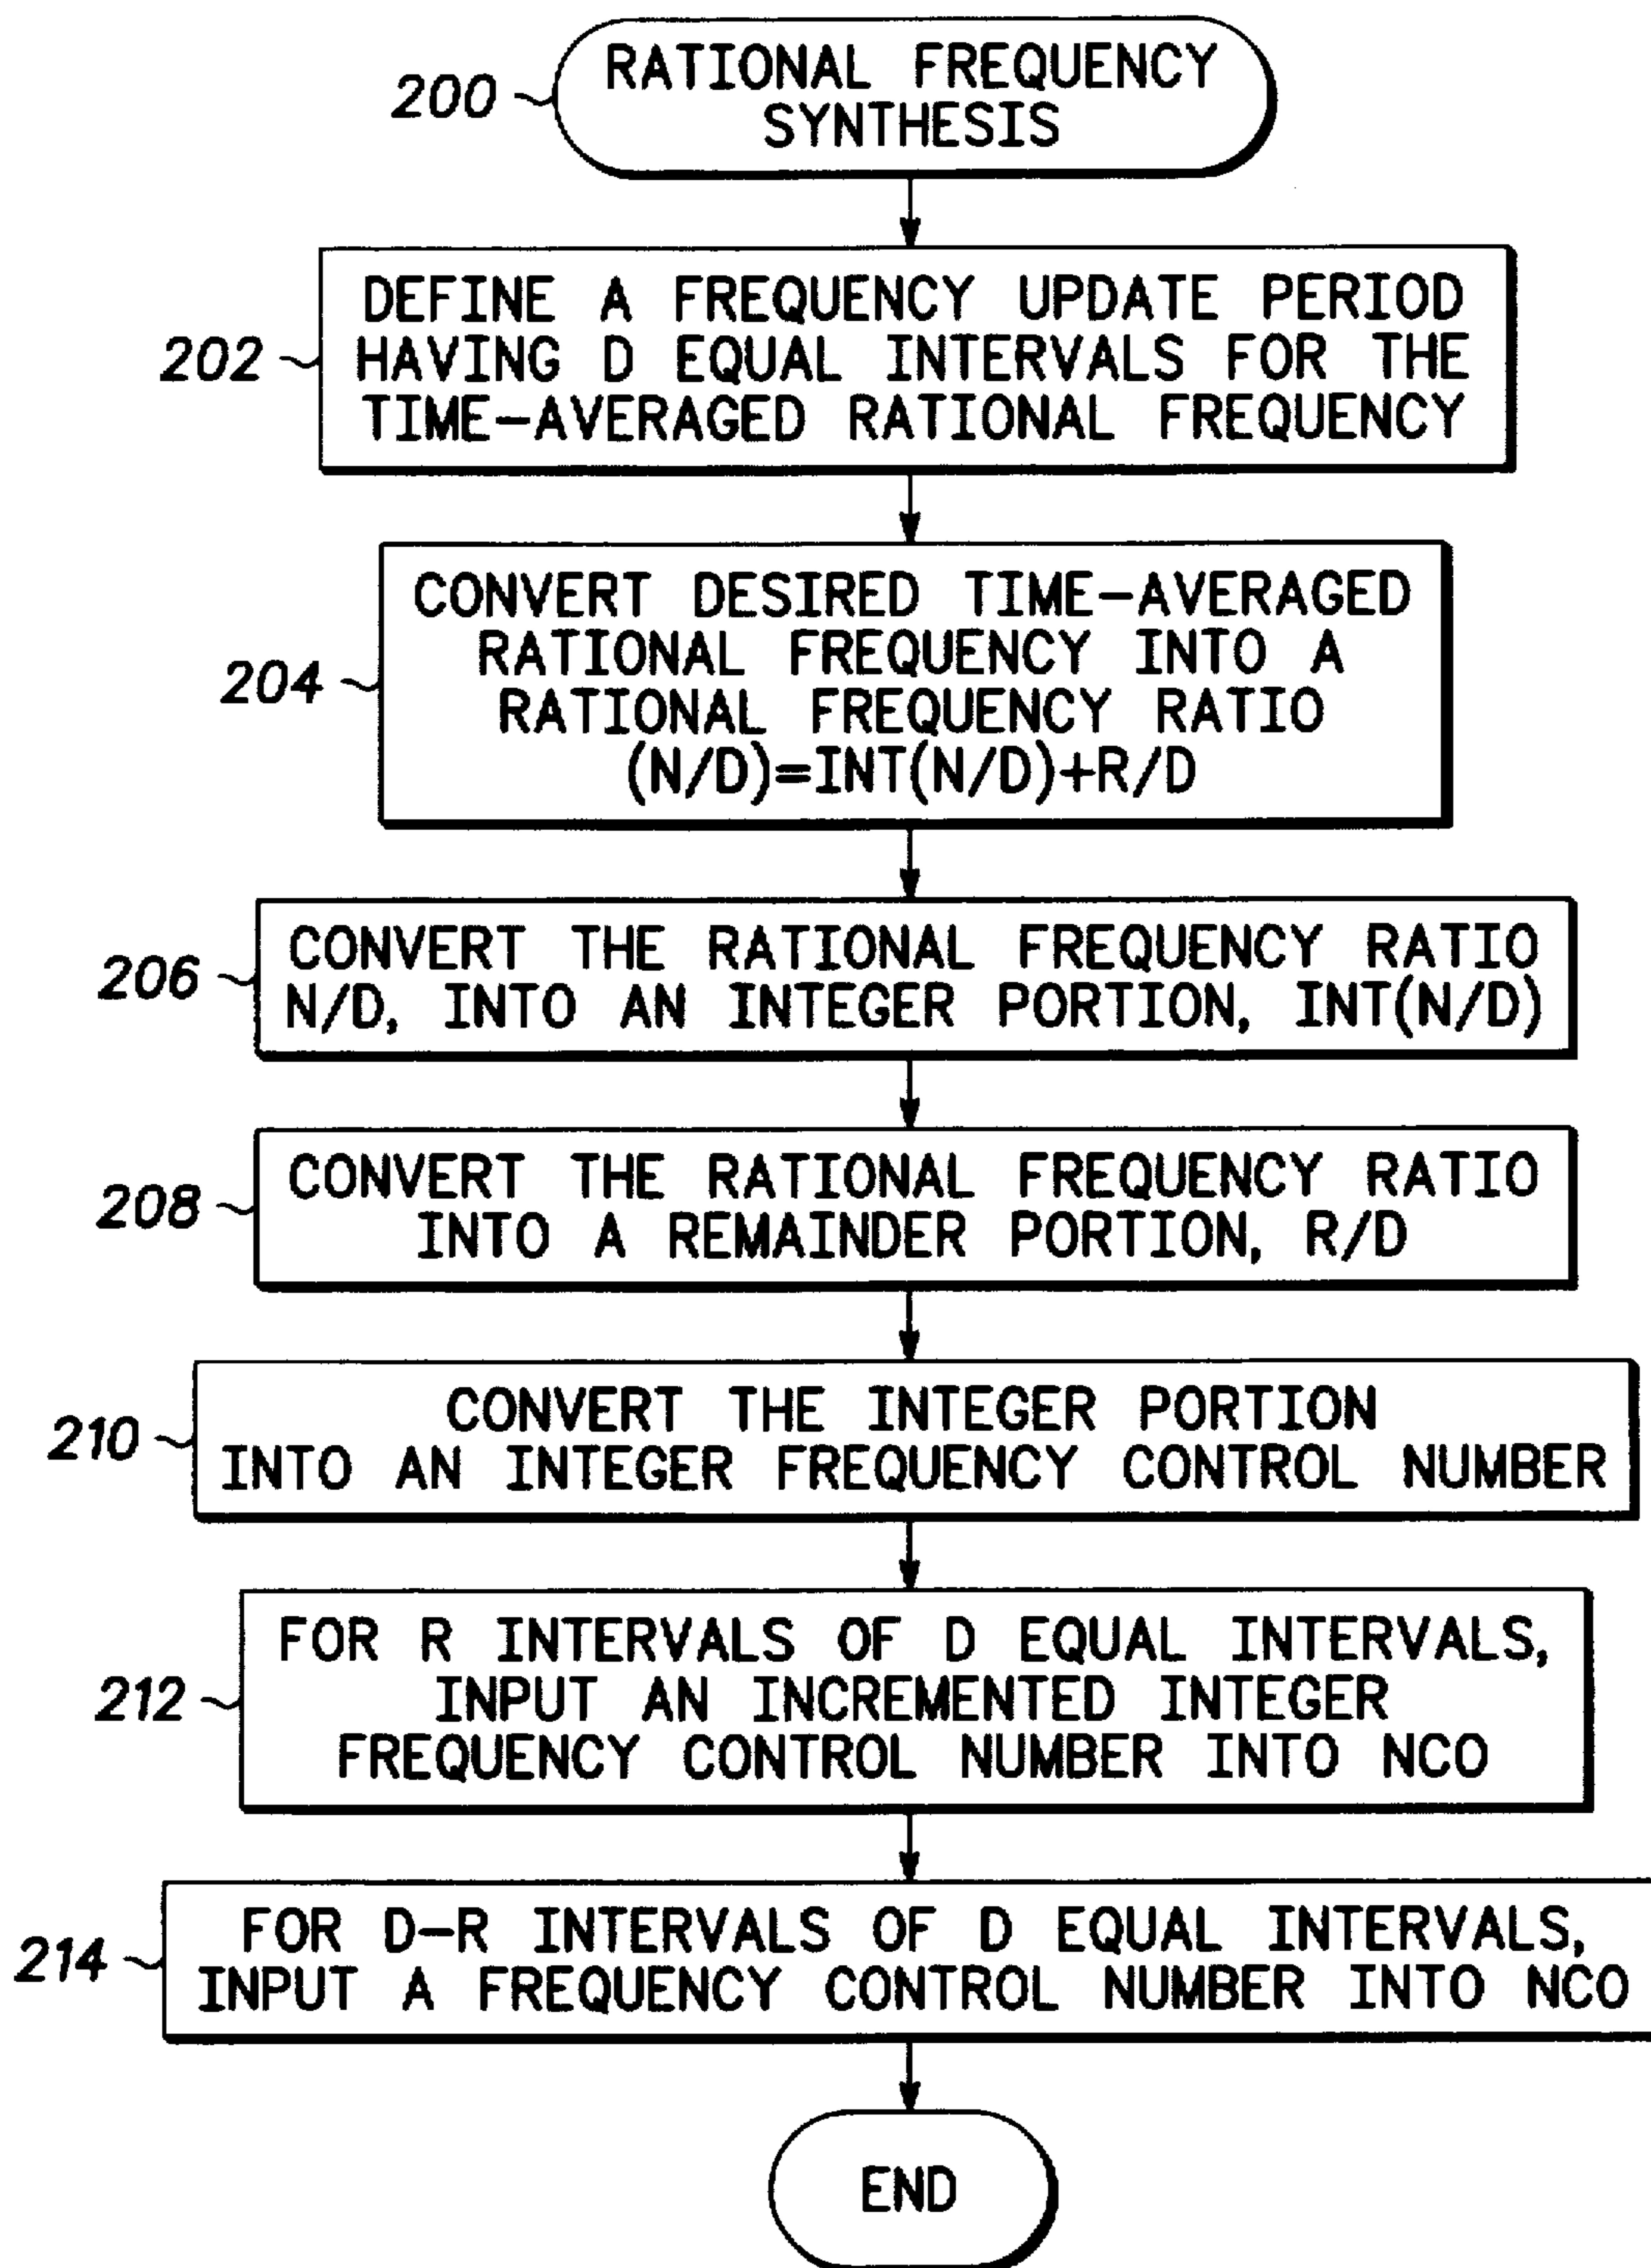 RATIONAL FREQUENCY
200
SYNTHESIS
DEFINE A FREQUENCY UPDATE PERIOD
202
HAVING D EQUAL INTERVALS FOR THE
TIME-AVERAGED RATIONAL FREQUENCY
CONVERT DESIRED TIME-AVERAGED
RATIONAL FREQUENCY INTO A
204
RATIONAL FREQUENCY RATIO
(N/D)=INT(N/D)+R/D
CONVERT THE RATIONAL FREQUENCY RATIO
206
N/D, INTO AN INTEGER PORTION, INT(N/D)
CONVERT THE RATIONAL FREQUENCY RATIO
208
INTO A REMAINDER PORTION, R/D
CONVERT THE INTEGER PORTION
210
INTO AN INTEGER FREQUENCY CONTROL NUMBER
FOR R INTERVALS OF D EQUAL INTERVALS,
212
INPUT AN INCREMENTED INTEGER
FREQUENCY CONTROL NUMBER INTO NCO
FOR D-R INTERVALS OF D EQUAL INTERVALS,
214
INPUT A FREQUENCY CONTROL NUMBER INTO NCO
END